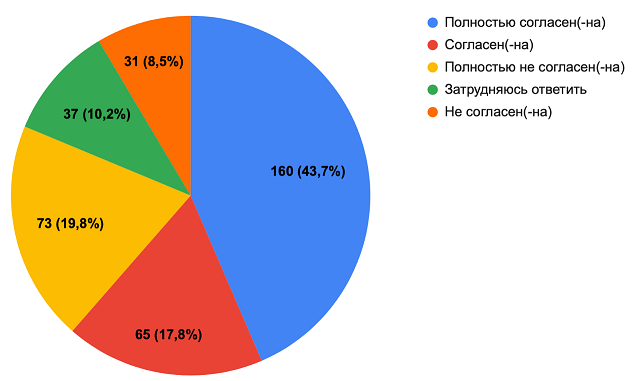 Полностью согласен(-на)
Согласен(-на)
Полностью не согласен(-на)
Затрудняюсь ответить
Не согласен(-на)
31 (8,5%)
37 (10,2%)
160 (43,7%)
73 (19,8%)
65 (17,8%)